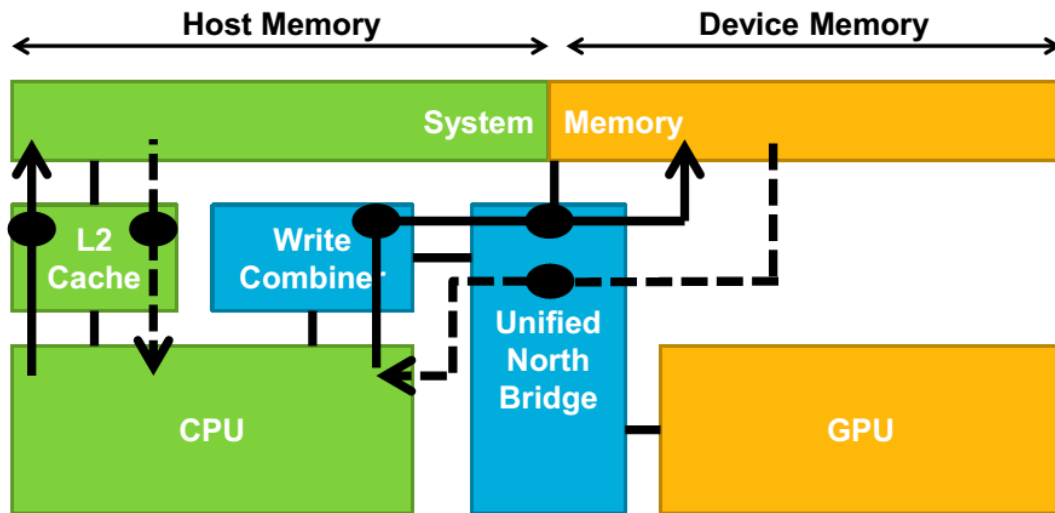 Host Memory
Device Memory
System Memory
L2
Cache
Write
Combiner
Unified
North
Bridge
CPU
GPU